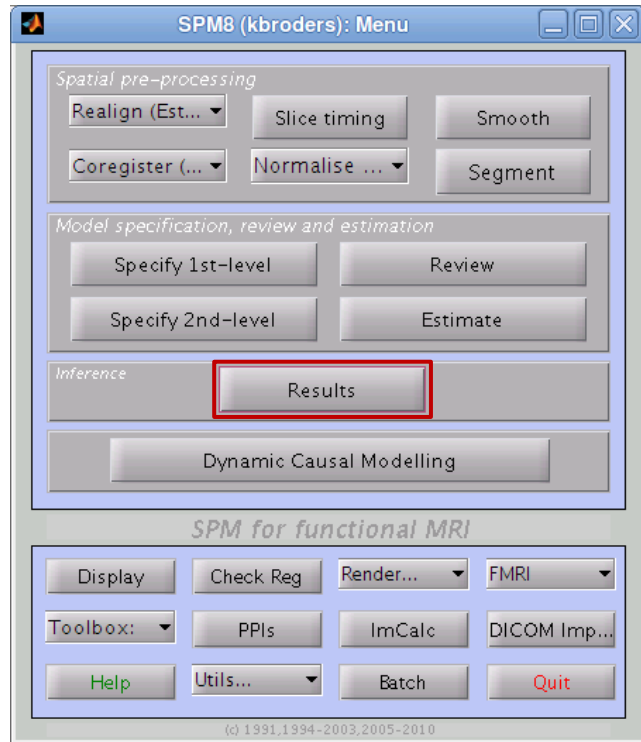 SPM8 (kbroders): Menu
Spatial pre-processing
Realign (Est... Slice timing Smooth
Coregister (... Normalise ... Segment
Model specification, review and estimation
Specify 1st-level Review
Specify 2nd-level Estimate
Inference
Results
Dynamic Causal Modelling
SPM for functional MRI
Display Check Reg Render... FMRI
Toolbox: PPIs ImCalc DICOM Imp...
Help Utils... Batch Quit
(c) 1991,1994-2003,2005-2010